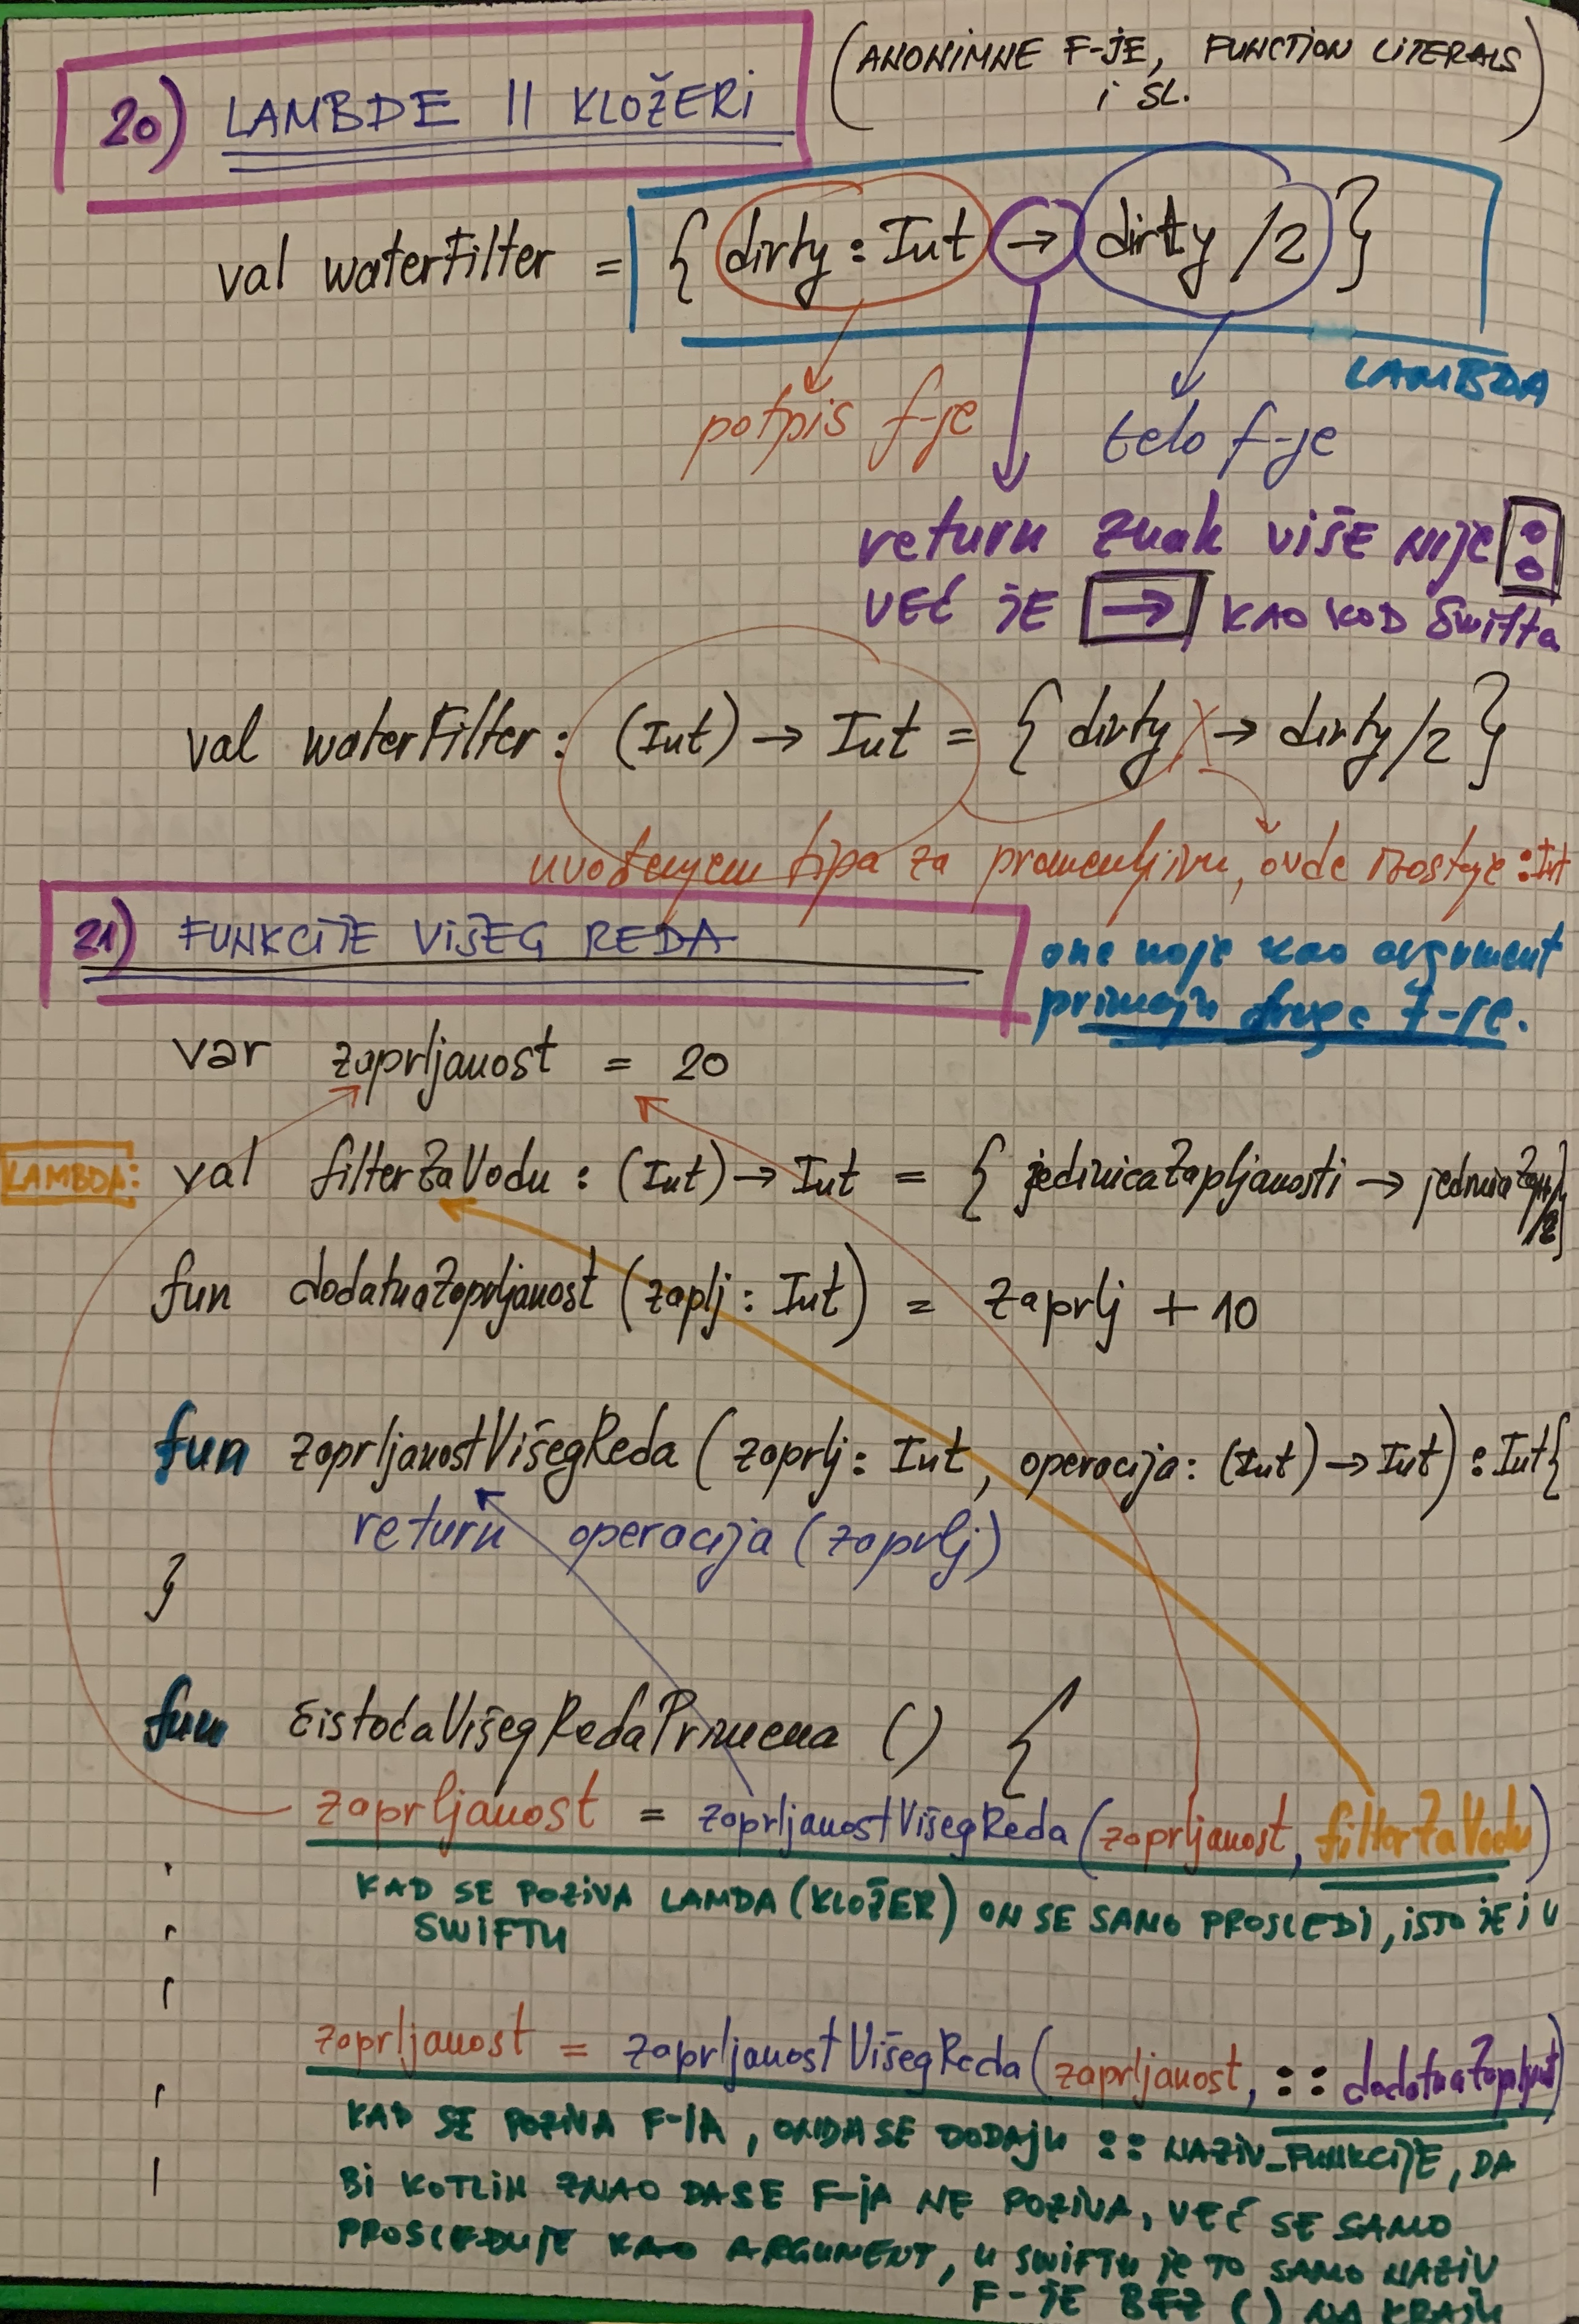 20) LAMBDE || KLOŽERI
(ANONIMNE F-JE, FUNCTION LITERALS
i SL.)
val waterFilter = { dirty : Int → dirty /2 }
LAMBDA
potpis f-je
telo f-je
return znak više nije :
VEĆ JE → KAO KOD Swifta
val waterFilter : (Int) → Int = { dirty → dirty/2 }
uvođenjem tipa za promenljivu, ovde izostaje :Int
21) FUNKCIJE VIŠEG REDA
one koje kao argument
primaju druge f-je.
var zaprljanost = 20
LAMBDA: val filterZaVodu : (Int) → Int = { jedinicaZapljanosti → /2}
fun dodatnaZaprljanost (zaplj : Int) = zaprlj + 10
fun zaprljanostVišegReda ( zaprlj : Int, operacija : (Int) → Int) : Int {
return operacija (zaprlj)
}
fun čistoćaVišegRedaPrimena () {
zaprljanost = zaprljanostVišegReda (zaprljanost, filterZaVodu)
KAD SE POZIVA LAMDA (KLOŽER) ON SE SAMO PROSLEDI, ISTO JE I U
SWIFTU
zaprljanost = zaprljanostVišegReda (zaprljanost, ::
KAD SE POZIVA F-JA, ONDA SE DODAJU :: NAZIV_FUNKCIJE, DA
BI KOTLIN ZNAO DA SE F-JA NE POZIVA, VEĆ SE SAMO
PROSLEĐUJE KAO ARGUMENT, U SWIFTU JE TO SAMO NAZIV
F-JE BEZ () NA KRAJU